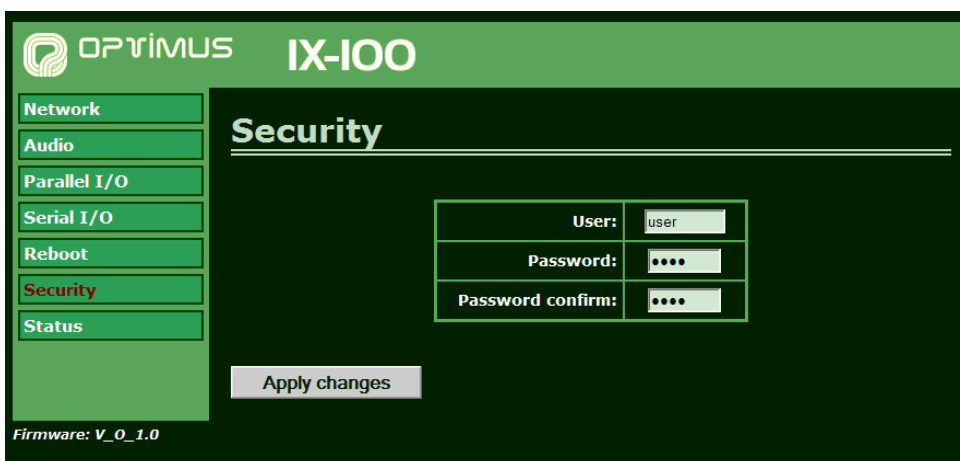 OPTIMUS IX-100
Network
Audio
Parallel I/O
Serial I/O
Reboot
Security
Status
Security
User: user
Password: ••••
Password confirm: ••••
Apply changes
Firmware: V_O_1.0